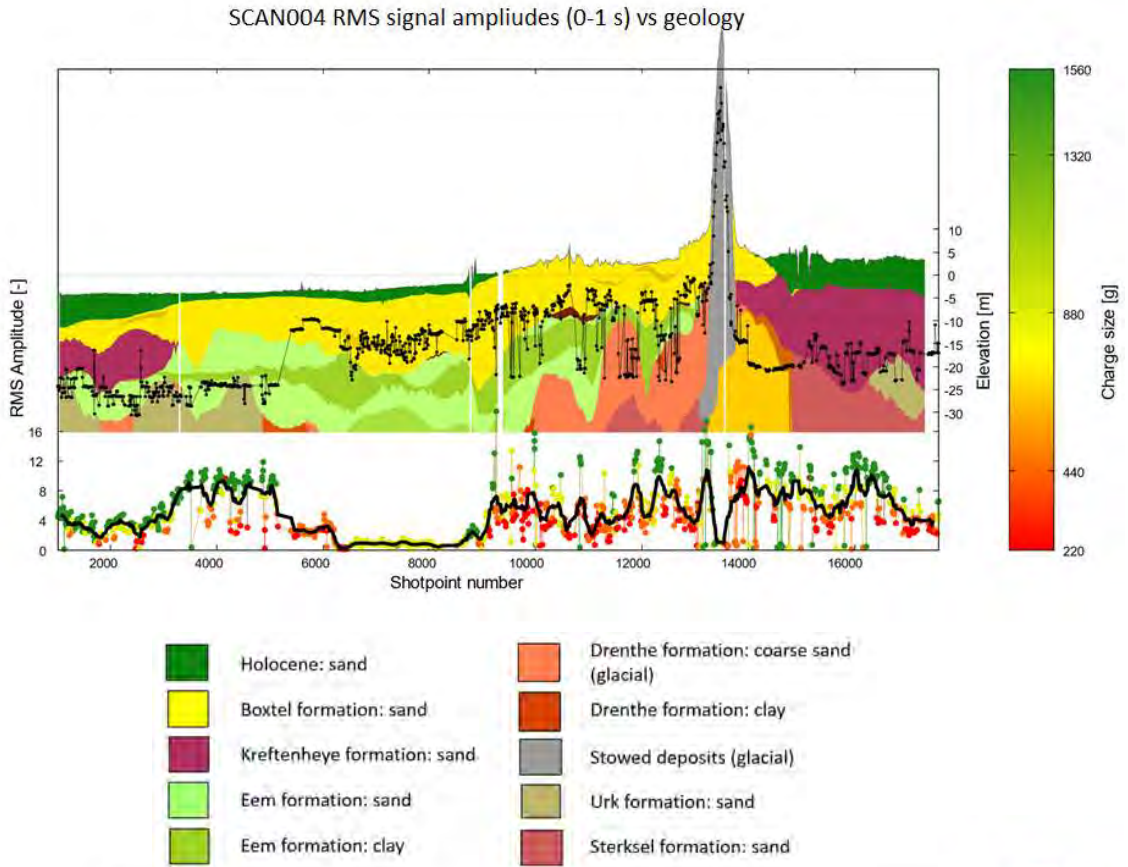 SCAN004 RMS signal ampliudes (0-1 s) vs geology
RMS Amplitude [-]
16
12
8
4
0
2000
4000
6000
8000
10000
12000
14000
16000
Shotpoint number
10
5
0
-5
-10
-15
-20
-25
-30
Elevation [m]
1560
1320
880
440
220
Charge size [g]
Holocene: sand
Boxtel formation: sand
Kreftenheye formation: sand
Eem formation: sand
Eem formation: clay
Drenthe formation: coarse sand
(glacial)
Drenthe formation: clay
Stowed deposits (glacial)
Urk formation: sand
Sterksel formation: sand